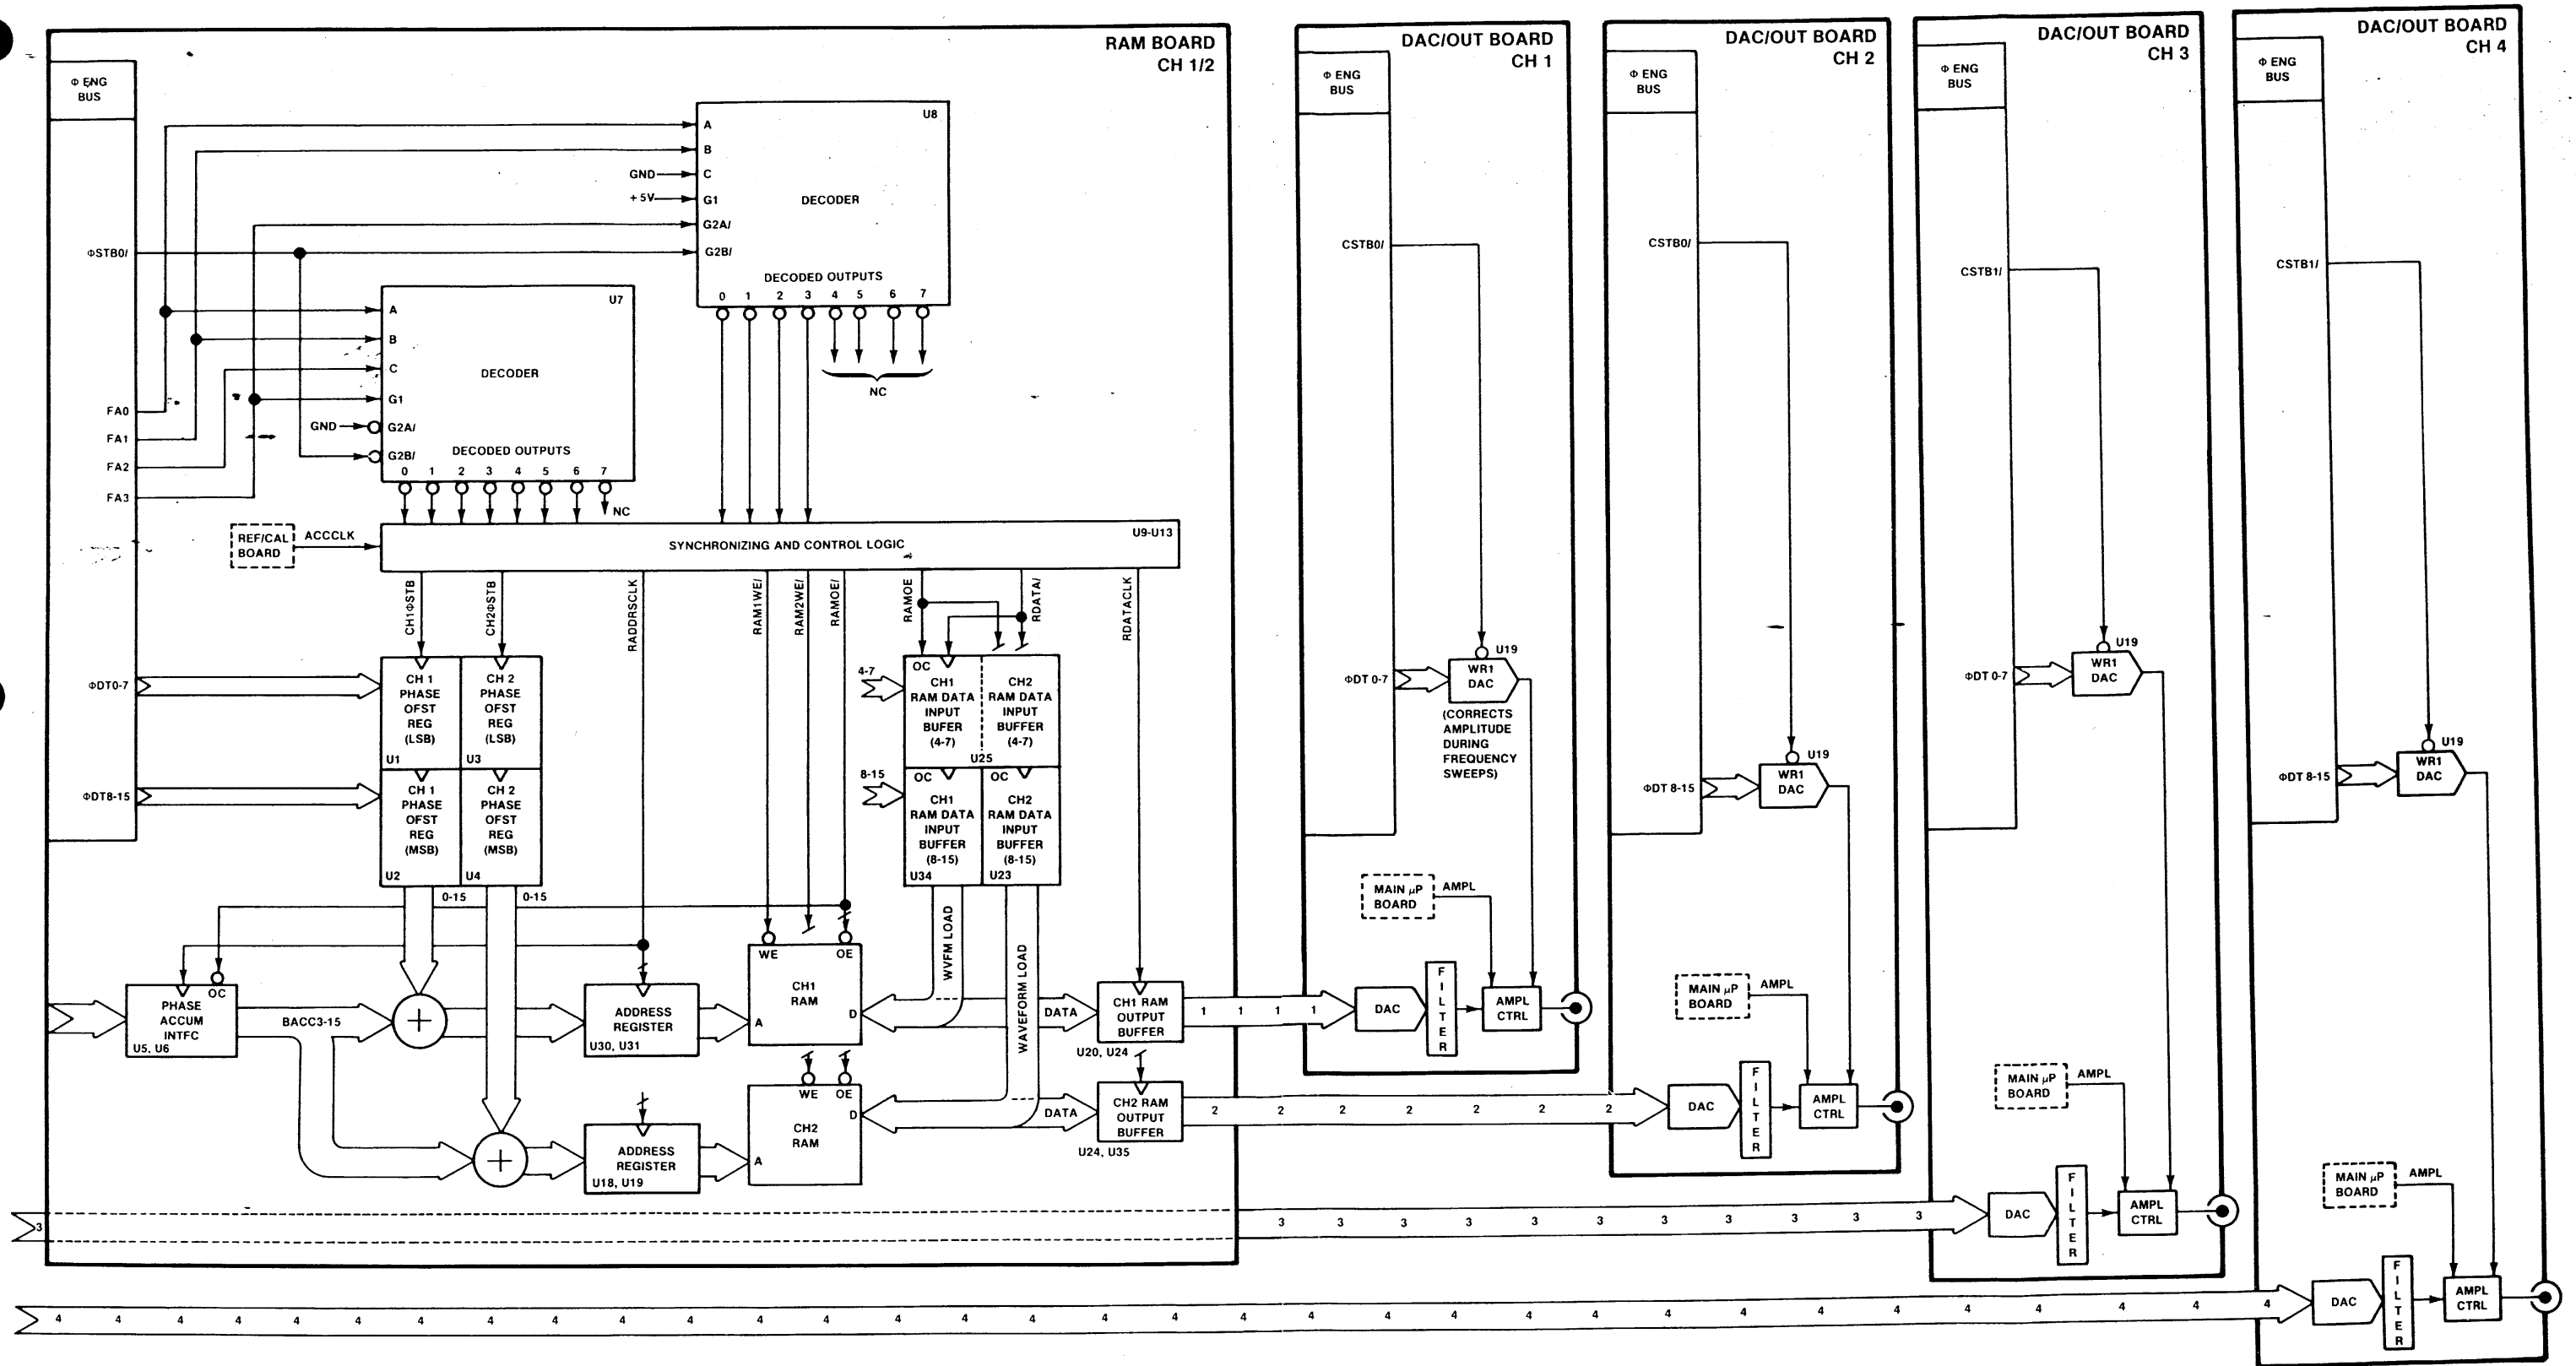 RAM BOARD
CH 1/2
Φ ENG
BUS
U8
A
B
GND
C
+ 5V
G1
DECODER
G2A/
ΦSTB0/
G2B/
DECODED OUTPUTS
0 1 2 3 4 5 6 7
NC
U7
A
B
C
DECODER
G1
GND
G2A/
G2B/
DECODED OUTPUTS
0 1 2 3 4 5 6 7
NC
FA0
FA1
FA2
FA3
REF/CAL
BOARD
ACCCLK
U9-U13
SYNCHRONIZING AND CONTROL LOGIC
CH1ΦSTB
CH2ΦSTB
RADDRSCLK
RAM1WE/
RAM2WE/
RAMOE/
RAMOE
RDATA/
RDATACLK
ΦDT0-7
CH 1
PHASE
OFST
REG
(LSB)
U1
CH 2
PHASE
OFST
REG
(LSB)
U3
ΦDT8-15
CH 1
PHASE
OFST
REG
(MSB)
U2
CH 2
PHASE
OFST
REG
(MSB)
U4
4-7
OC
CH1
RAM DATA
INPUT
BUFER
(4-7)
CH2
RAM DATA
INPUT
BUFFER
(4-7)
U25
8-15
OC
CH1
RAM DATA
INPUT
BUFFER
(8-15)
U34
OC
CH2
RAM DATA
INPUT
BUFFER
(8-15)
U23
0-15
0-15
WVFM LOAD
WAVEFORM LOAD
OC
PHASE
ACCUM
INTFC
U5, U6
BACC3-15
+
ADDRESS
REGISTER
U30, U31
WE
OE
CH1
RAM
A
D
DATA
CH1 RAM
OUTPUT
BUFFER
U20, U24
1 1 1 1
+
ADDRESS
REGISTER
U18, U19
WE
OE
CH2
RAM
A
D
DATA
CH2 RAM
OUTPUT
BUFFER
U24, U35
2 2 2 2 2 2 2
3
3 3 3 3 3 3 3 3 3 3 3
4 4 4 4 4 4 4 4 4 4 4 4 4 4 4 4 4 4 4 4 4 4 4 4 4 4 4 4 4 4 4 4
DAC/OUT BOARD
CH 1
Φ ENG
BUS
CSTB0/
U19
ΦDT 0-7
WR1
DAC
(CORRECTS
AMPLITUDE
DURING
FREQUENCY
SWEEPS)
MAIN µP
BOARD
AMPL
DAC
FILTER
AMPL
CTRL
DAC/OUT BOARD
CH 2
Φ ENG
BUS
CSTB0/
U19
ΦDT 8-15
WR1
DAC
MAIN µP
BOARD
AMPL
DAC
FILTER
AMPL
CTRL
DAC/OUT BOARD
CH 3
Φ ENG
BUS
CSTB1/
U19
ΦDT 0-7
WR1
DAC
MAIN µP
BOARD
AMPL
DAC
FILTER
AMPL
CTRL
DAC/OUT BOARD
CH 4
Φ ENG
BUS
CSTB1/
U19
ΦDT 8-15
WR1
DAC
MAIN µP
BOARD
AMPL
DAC
FILTER
AMPL
CTRL